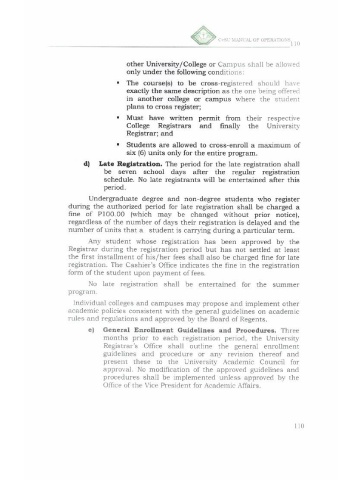 CvSU MANUAL OF OPERATIONS
110
other University/College or Campus shall be allowed
only under the following conditions:
• The course(s) to be cross-registered should have
exactly the same description as the one being offered
in another college or campus where the student
plans to cross register;
• Must have written permit from their respective
College Registrars and finally the University
Registrar; and
• Students are allowed to cross-enroll a maximum of
six (6) units only for the entire program.
d) Late Registration. The period for the late registration shall
be seven school days after the regular registration
schedule. No late registrants will be entertained after this
period.
Undergraduate degree and non-degree students who register
during the authorized period for late registration shall be charged a
fine of P100.00 (which may be changed without prior notice),
regardless of the number of days their registration is delayed and the
number of units that a student is carrying during a particular term.
Any student whose registration has been approved by the
Registrar during the registration period but has not settled at least
the first installment of his/her fees shall also be charged fine for late
registration. The Cashier's Office indicates the fine in the registration
form of the student upon payment of fees.
No late registration shall be entertained for the summer
program.
Individual colleges and campuses may propose and implement other
academic policies consistent with the general guidelines on academic
rules and regulations and approved by the Board of Regents.
e) General Enrollment Guidelines and Procedures. Three
months prior to each registration period, the University
Registrar's Office shall outline the general enrollment
guidelines and procedure or any revision thereof and
present these to the University Academic Council for
approval. No modification of the approved guidelines and
procedures shall be implemented unless approved by the
Office of the Vice President for Academic Affairs.
110